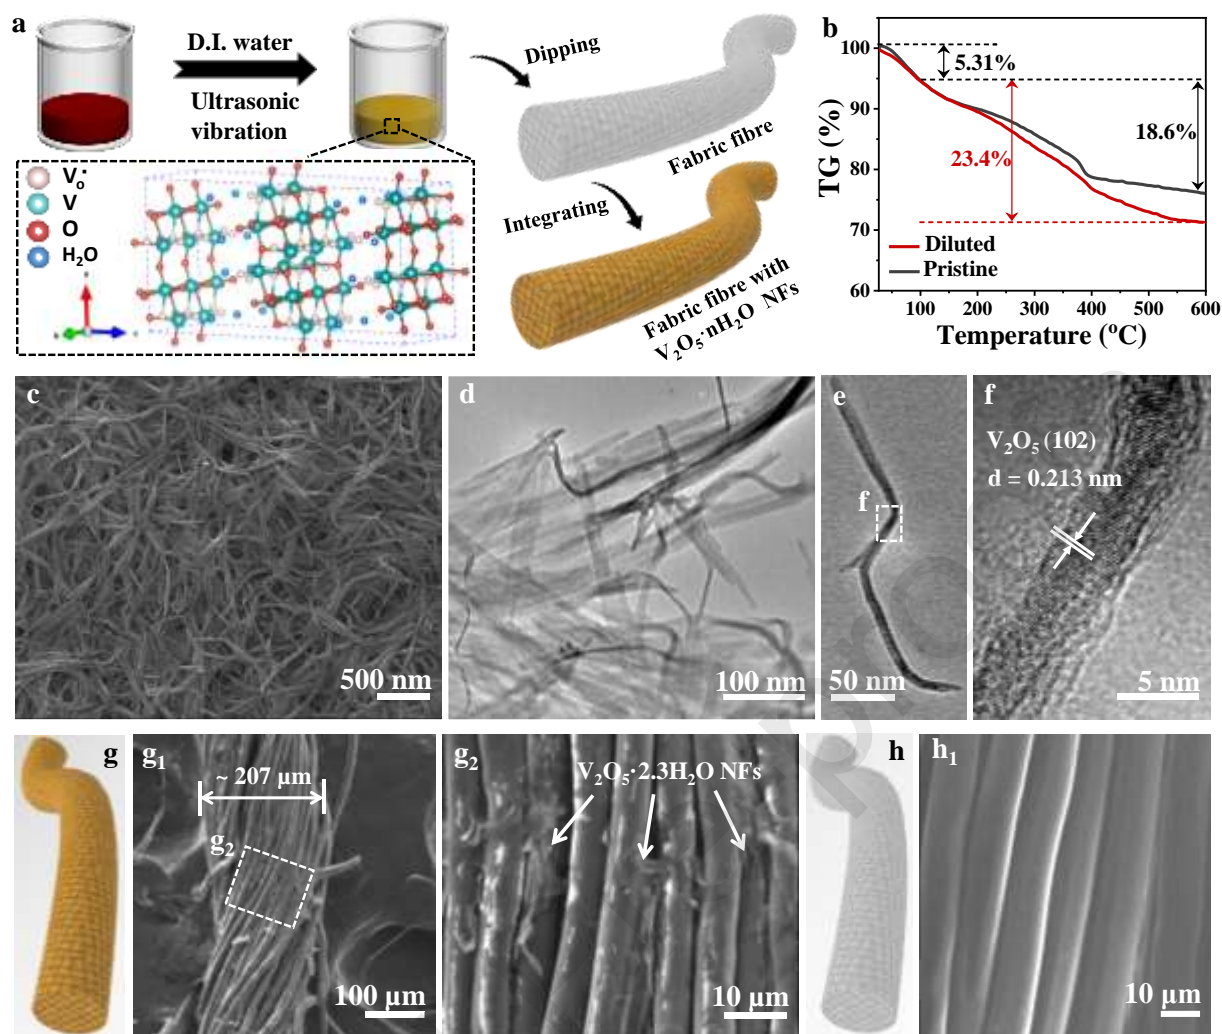 a
D.I. water
Ultrasonic
vibration
Dipping
Fabric fibre
Integrating
Fabric fibre with
V₂O₅·nH₂O NFs
Vₒ˙
V
O
H₂O
b
TG (%)
100
90
80
70
60
5.31%
18.6%
23.4%
Diluted
Pristine
100 200 300 400 500 600
Temperature (°C)
c
500 nm
d
100 nm
e
f
50 nm
f
V₂O₅ (102)
d = 0.213 nm
5 nm
g
g₁
~ 207 µm
g₂
100 µm
g₂
V₂O₅·2.3H₂O NFs
10 µm
h
h₁
10 µm